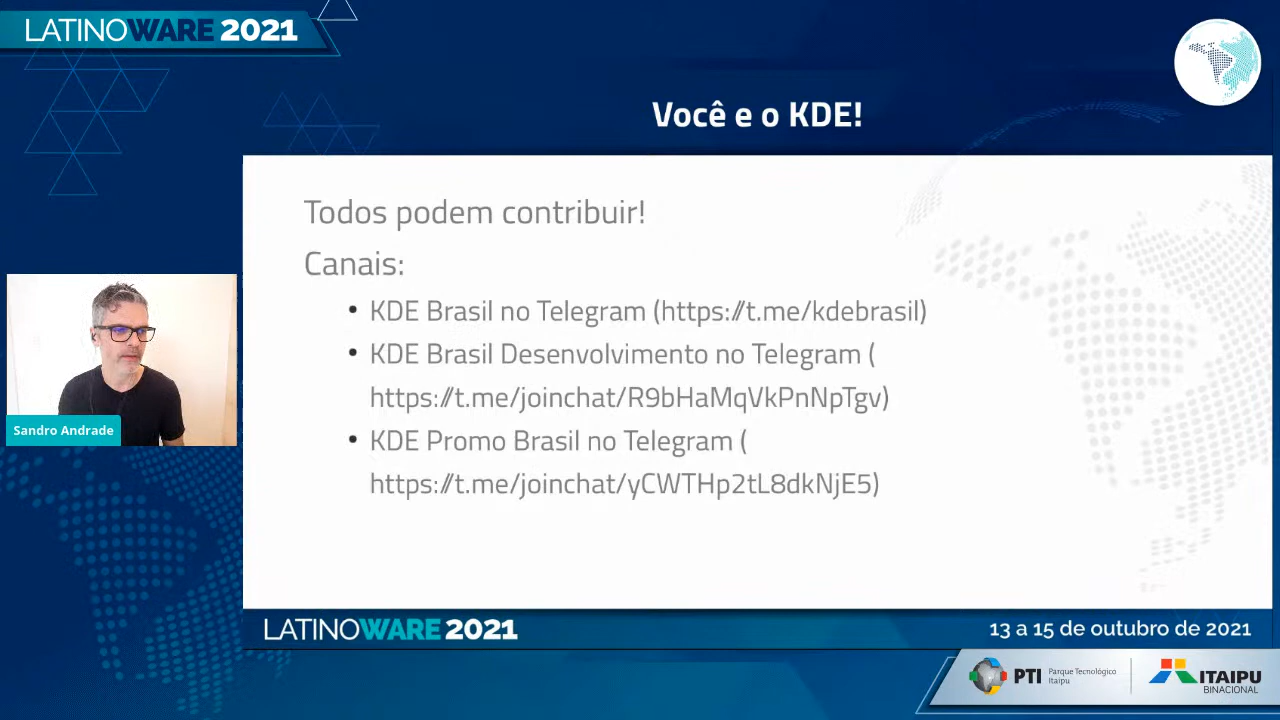 LATINOWARE 2021
Você e o KDE!
Todos podem contribuir!
Canais:
• KDE Brasil no Telegram (https://t.me/kdebrasil)
• KDE Brasil Desenvolvimento no Telegram (
https://t.me/joinchat/R9bHaMqVkPnNpTgv)
• KDE Promo Brasil no Telegram (
https://t.me/joinchat/yCWTHp2tL8dkNjE5)
Sandro Andrade
LATINOWARE 2021
13 a 15 de outubro de 2021
PTI Parque Tecnológico
Itaipu
ITAIPU
BINACIONAL